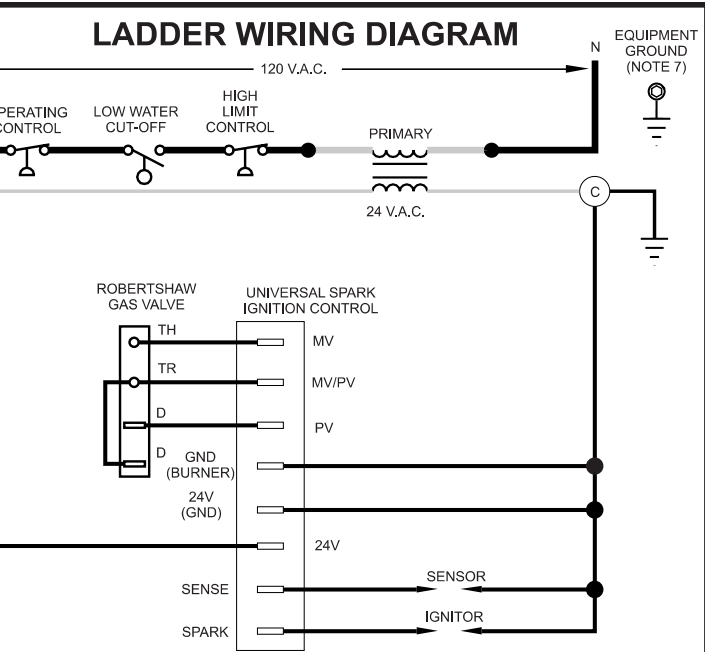 LADDER WIRING DIAGRAM
N
EQUIPMENT
GROUND
(NOTE 7)
120 V.A.C.
PERATING
CONTROL
LOW WATER
CUT-OFF
HIGH
LIMIT
CONTROL
PRIMARY
24 V.A.C.
C
ROBERTSHAW
GAS VALVE
UNIVERSAL SPARK
IGNITION CONTROL
TH
MV
TR
MV/PV
D
PV
D
GND
(BURNER)
24V
(GND)
24V
SENSE
SENSOR
SPARK
IGNITOR